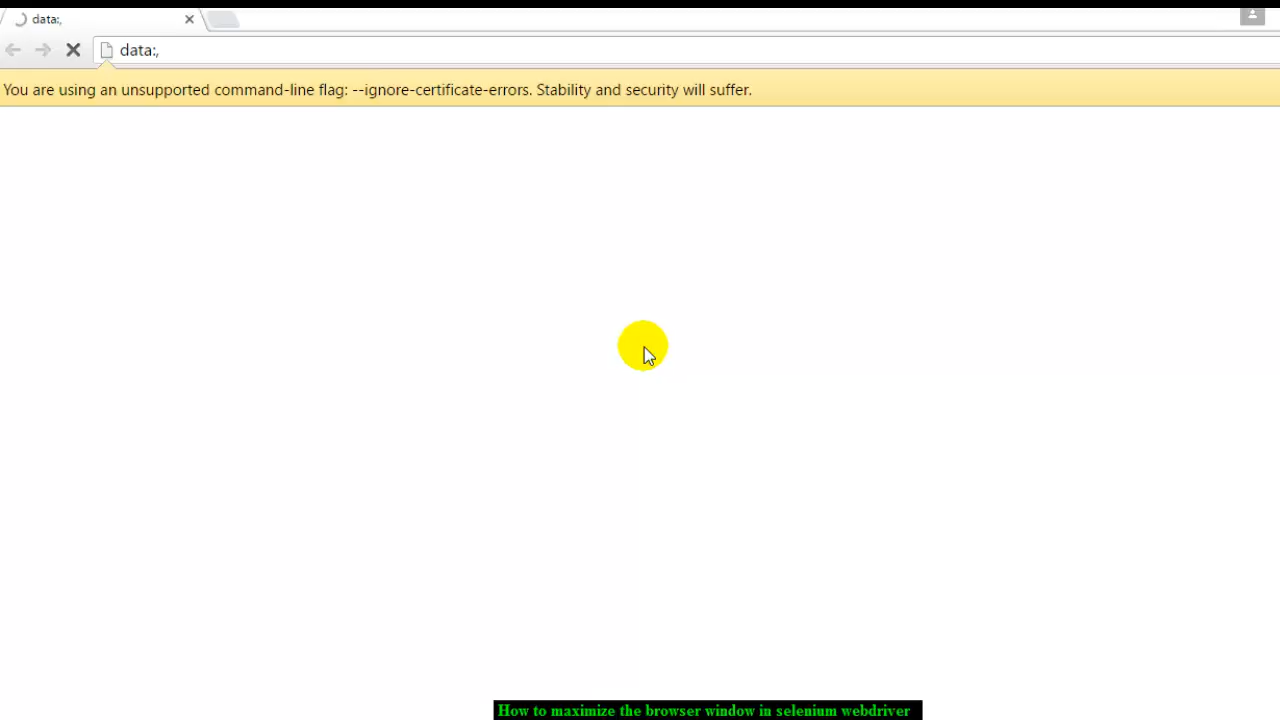 data:,
data:,
You are using an unsupported command-line flag: --ignore-certificate-errors. Stability and security will suffer.
How to maximize the browser window in selenium webdriver